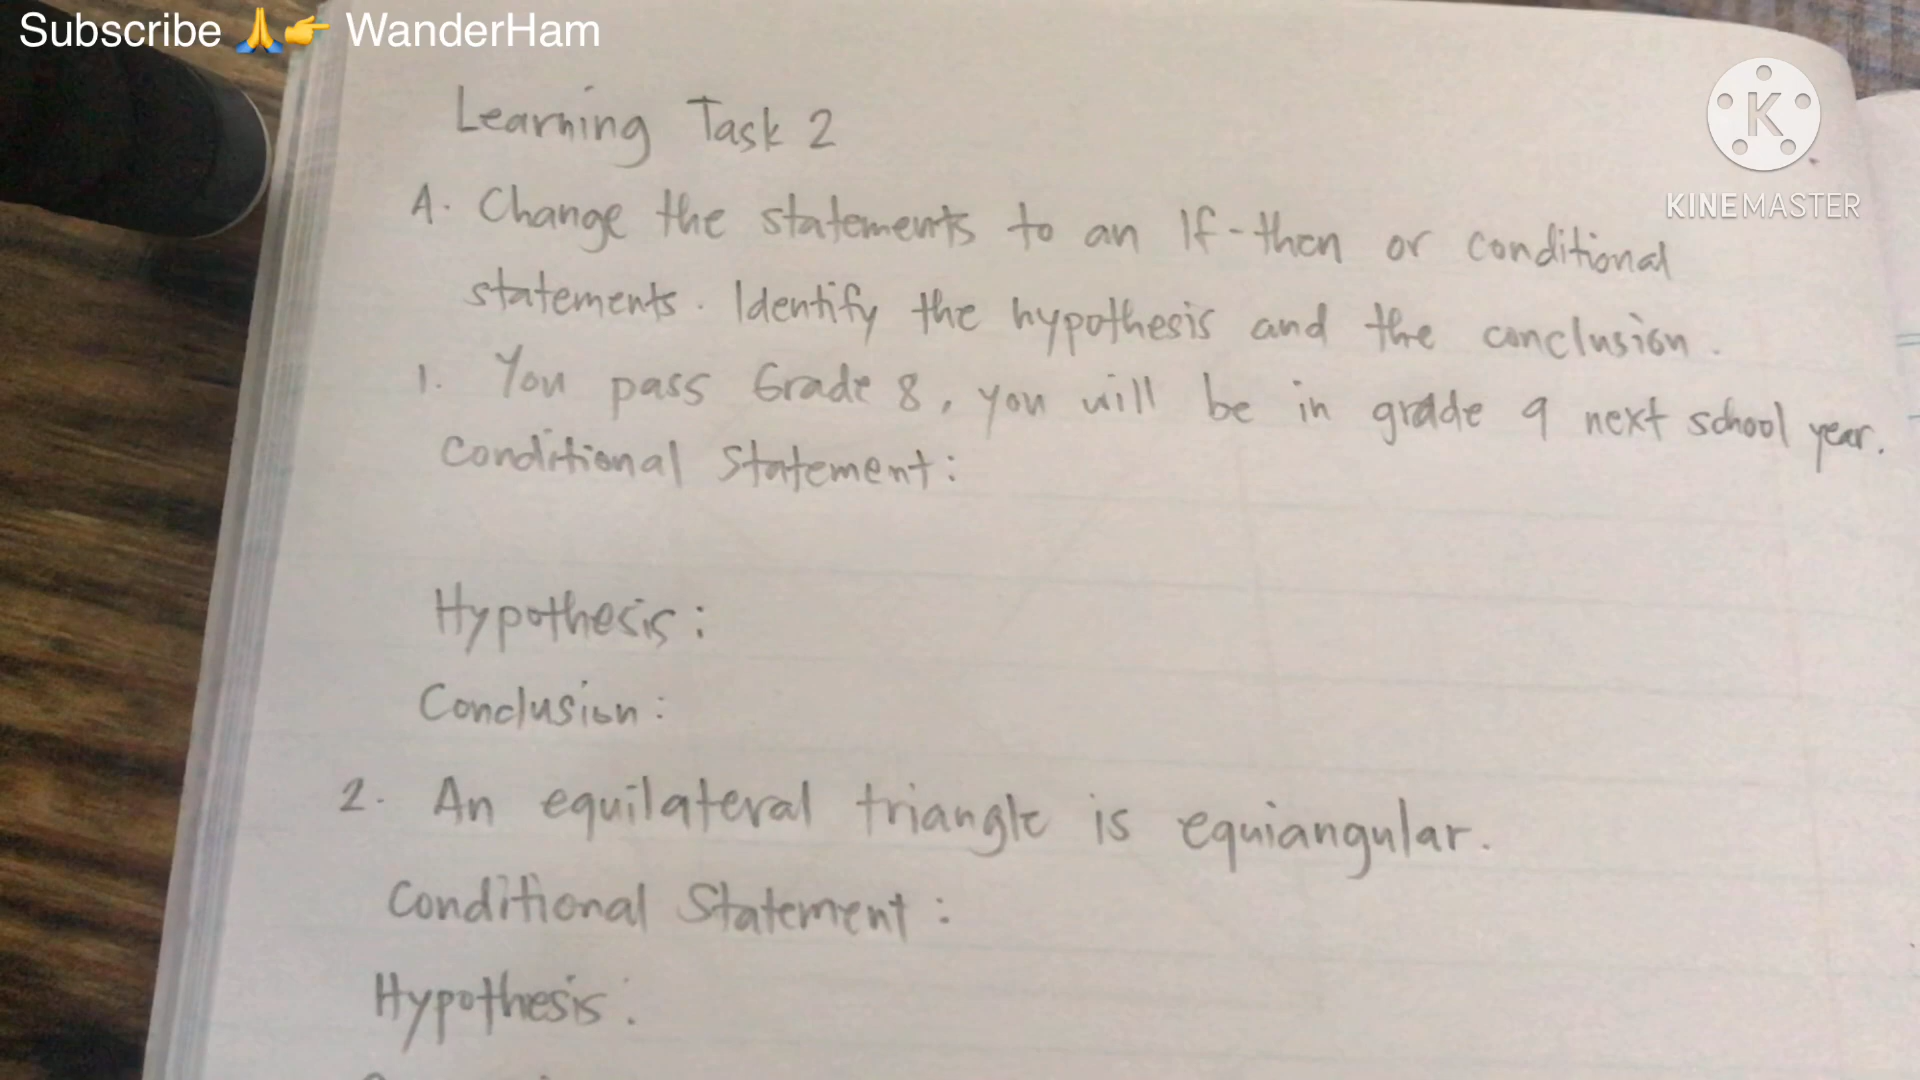 Subscribe 🙏👉 WanderHam
KINEMASTER
Learning Task 2
A. Change the statements to an If-then or conditional
statements. Identify the hypothesis and the conclusion.
1. You pass Grade 8, you will be in grade 9 next school year.
Conditional Statement:
Hypothesis:
Conclusion:
2. An equilateral triangle is equiangular.
Conditional Statement:
Hypothesis: